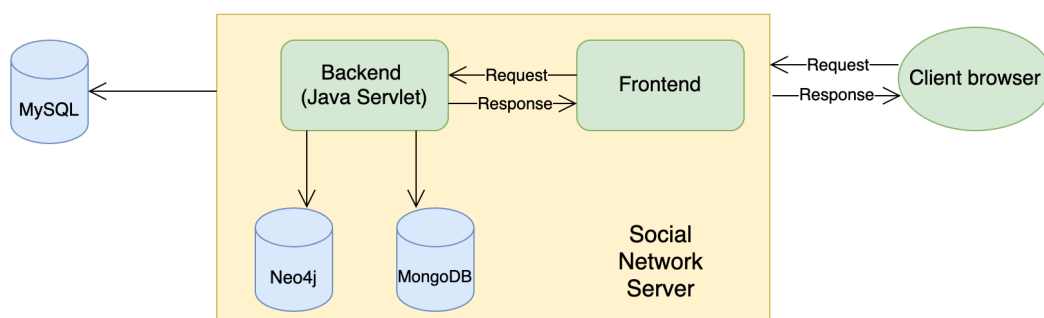 MySQL
Backend
(Java Servlet)
Request
Response
Frontend
Request
Response
Client browser
Neo4j
MongoDB
Social
Network
Server